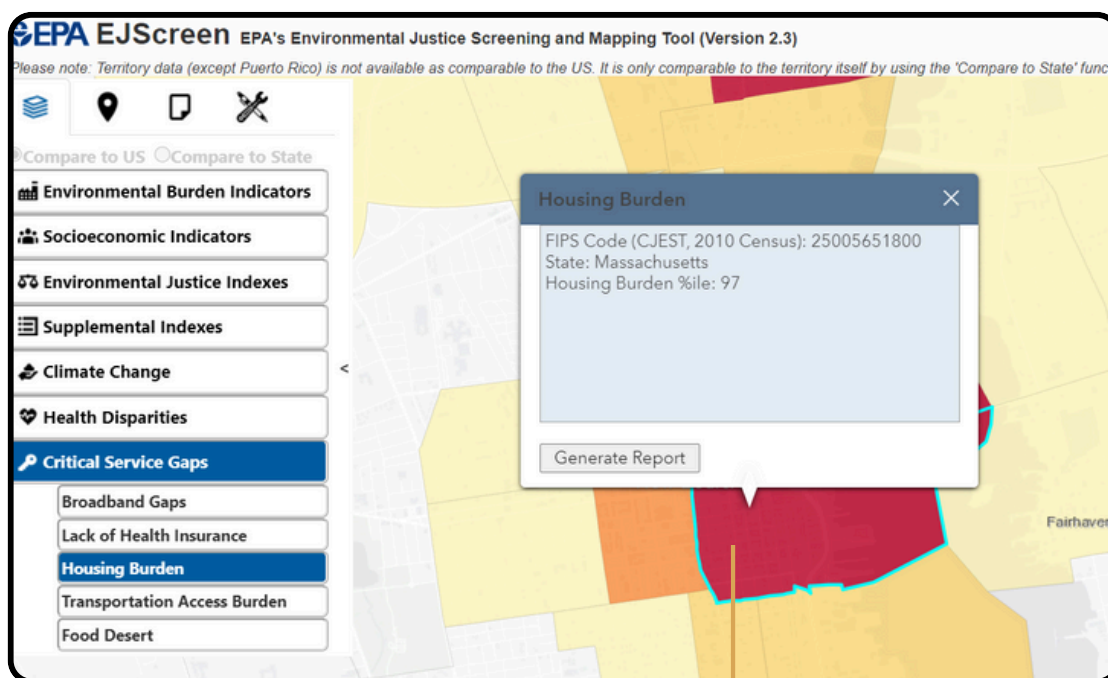 EPA EJScreen EPA's Environmental Justice Screening and Mapping Tool (Version 2.3)
Please note: Territory data (except Puerto Rico) is not available as comparable to the US. It is only comparable to the territory itself by using the 'Compare to State' func
Compare to US Compare to State
Environmental Burden Indicators
Socioeconomic Indicators
Environmental Justice Indexes
Supplemental Indexes
Climate Change
<
Health Disparities
Critical Service Gaps
Broadband Gaps
Lack of Health Insurance
Housing Burden
Transportation Access Burden
Food Desert
Housing Burden
FIPS Code (CJEST, 2010 Census): 25005651800
State: Massachusetts
Housing Burden %ile: 97
Generate Report
Fairhaven